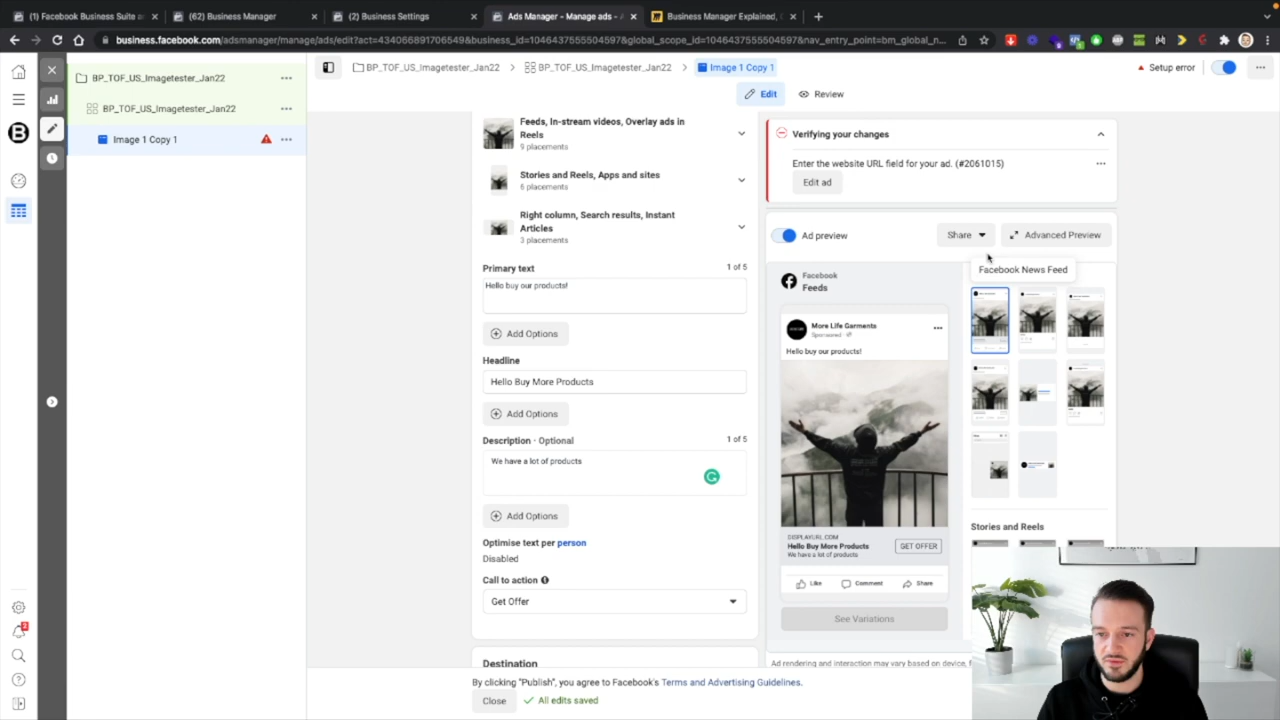 (1) Facebook Business Suite a
(62) Business Manager
(2) Business Settings
Ads Manager - Manage ads - A
Business Manager Explained, C
business.facebook.com/adsmanager/manage/ads/edit?act=434066891706549&business_id=1046437555504597&global_scope_id=1046437555504597&nav_entry_point=bm_global_n...
BP_TOF_US_Imagetester_Jan22
BP_TOF_US_Imagetester_Jan22
Image 1 Copy 1
BP_TOF_US_Imagetester_Jan22
BP_TOF_US_Imagetester_Jan22
Image 1 Copy 1
Setup error
Edit
Review
Feeds, In-stream videos, Overlay ads in
Reels
9 placements
Stories and Reels, Apps and sites
6 placements
Right column, Search results, Instant
Articles
3 placements
Primary text
1 of 5
Hello buy our products!
Add Options
Headline
Hello Buy More Products
Add Options
Description · Optional
1 of 5
We have a lot of products
Add Options
Optimise text per person
Disabled
Call to action
Get Offer
Destination
Verifying your changes
Enter the website URL field for your ad. (#2061015)
Edit ad
Ad preview
Share
Advanced Preview
Facebook News Feed
Facebook
Feeds
More Life Garments
Sponsored
Hello buy our products!
DISPLAYURL.COM
Hello Buy More Products
We have a lot of products
GET OFFER
Like
Comment
Share
See Variations
Stories and Reels
Ad rendering and interaction may vary based on device, f
By clicking "Publish", you agree to Facebook's Terms and Advertising Guidelines.
Close
All edits saved